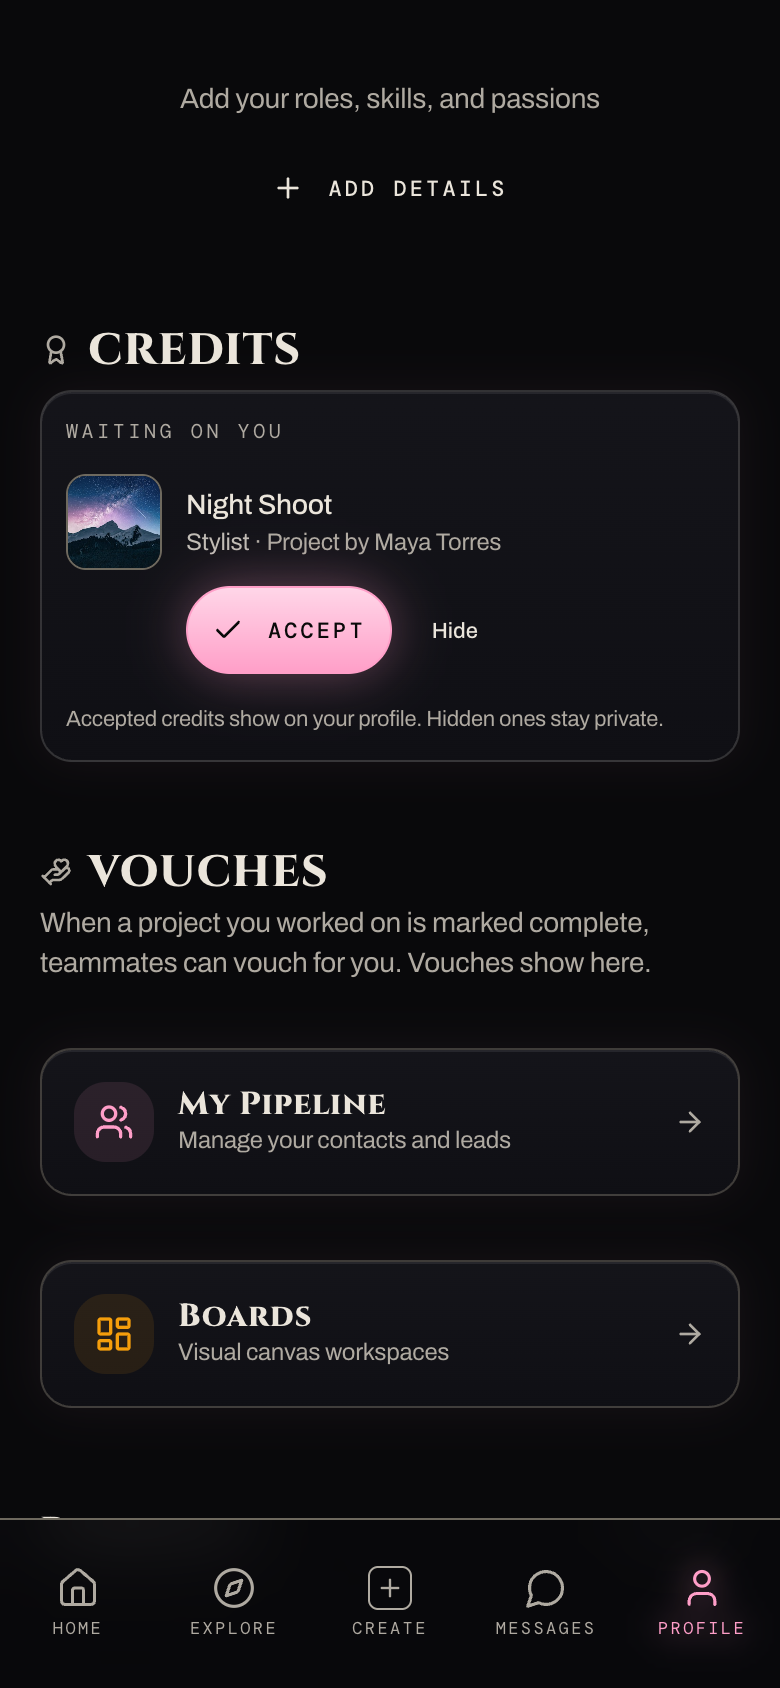 Add your roles, skills, and passions
ADD DETAILS
CREDITS
WAITING ON YOU
Night Shoot
Stylist · Project by Maya Torres
ACCEPT
Hide
Accepted credits show on your profile. Hidden ones stay private.
VOUCHES
When a project you worked on is marked complete,
teammates can vouch for you. Vouches show here.
My Pipeline
Manage your contacts and leads
Boards
Visual canvas workspaces
HOME
EXPLORE
CREATE
MESSAGES
PROFILE